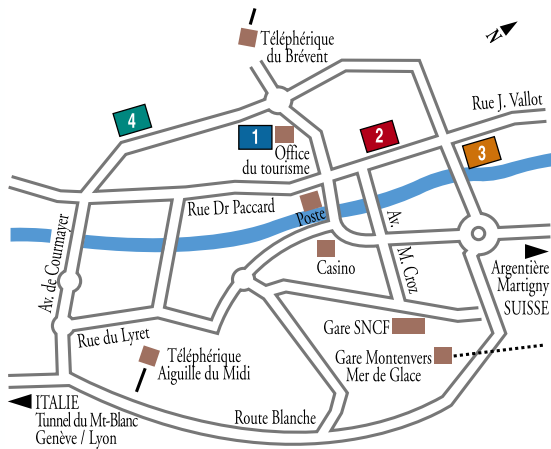 Téléphérique
du Brévent
N
4
1
Office
du tourisme
2
Rue J. Vallot
3
Rue Dr Paccard
Poste
Av.
M. Croz
Av. de Courmayer
Casino
Argentière
Martigny
SUISSE
Rue du Lyret
Gare SNCF
Téléphérique
Aiguille du Midi
Gare Montenvers
Mer de Glace
ITALIE
Tunnel du Mt-Blanc
Genève / Lyon
Route Blanche